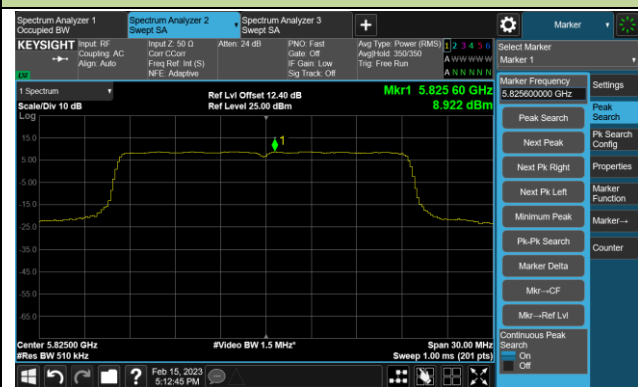 Spectrum Analyzer 1
Occupied BW
Spectrum Analyzer 2
Swept SA
Spectrum Analyzer 3
Swept SA
Marker
KEYSIGHT
Input: RF
Coupling: AC
Align: Auto
Input Z: 50 Ω
Corr CCorr
Freq Ref: Int (S)
NFE: Adaptive
Atten: 24 dB
PNO: Fast
Gate: Off
IF Gain: Low
Sig Track: Off
Avg Type: Power (RMS)
Avg|Hold: 350/350
Trig: Free Run
1 2 3 4 5 6
A W W W W W
A N N N N N
Select Marker
Marker 1
1 Spectrum
Scale/Div 10 dB
Log
Ref Lvl Offset 12.40 dB
Ref Level 25.00 dBm
Mkr1 5.825 60 GHz
8.922 dBm
1
15.0
5.00
-5.00
-15.0
-25.0
-35.0
-45.0
-55.0
-65.0
Center 5.82500 GHz
#Res BW 510 kHz
#Video BW 1.5 MHz*
Span 30.00 MHz
Sweep 1.00 ms (201 pts)
Marker Frequency
5.825600000 GHz
Peak Search
Next Peak
Next Pk Right
Next Pk Left
Minimum Peak
Pk-Pk Search
Marker Delta
Mkr→CF
Mkr→Ref Lvl
Continuous Peak
Search
On
Off
Settings
Peak
Search
Pk Search
Config
Properties
Marker
Function
Marker→
Counter
Feb 15, 2023
5:12:45 PM